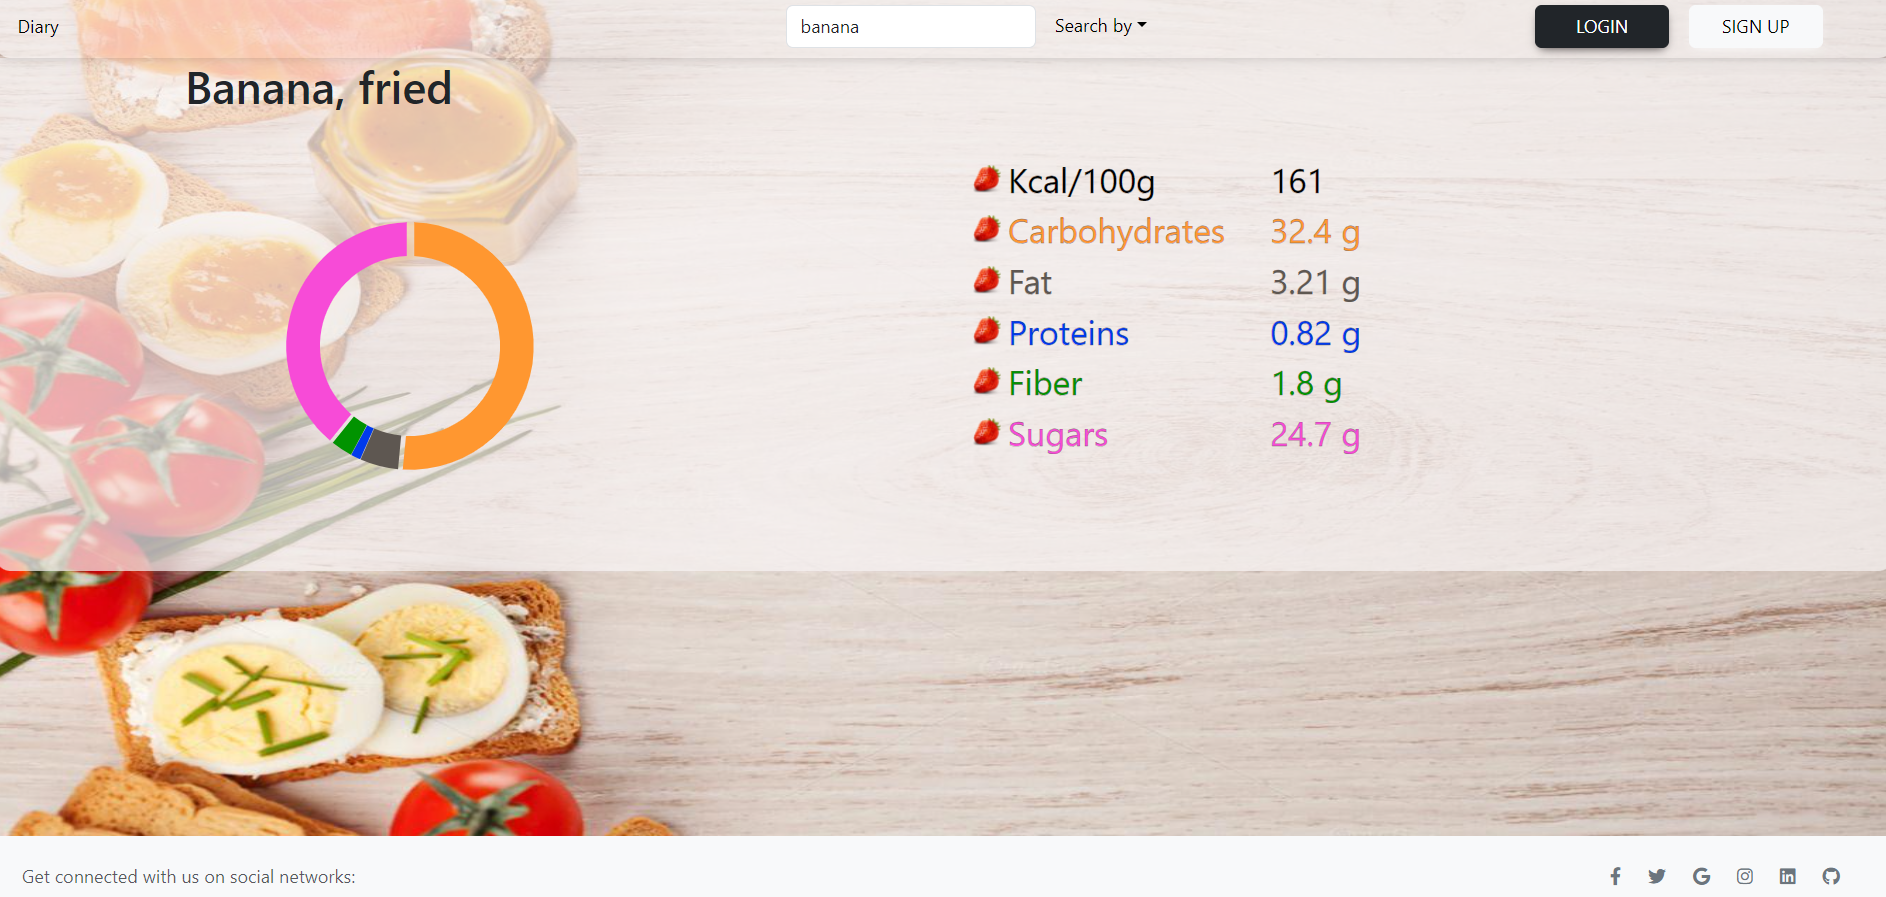 Diary
banana
Search by
LOGIN
SIGN UP
Banana, fried
Kcal/100g 161
Carbohydrates 32.4 g
Fat 3.21 g
Proteins 0.82 g
Fiber 1.8 g
Sugars 24.7 g
Get connected with us on social networks: